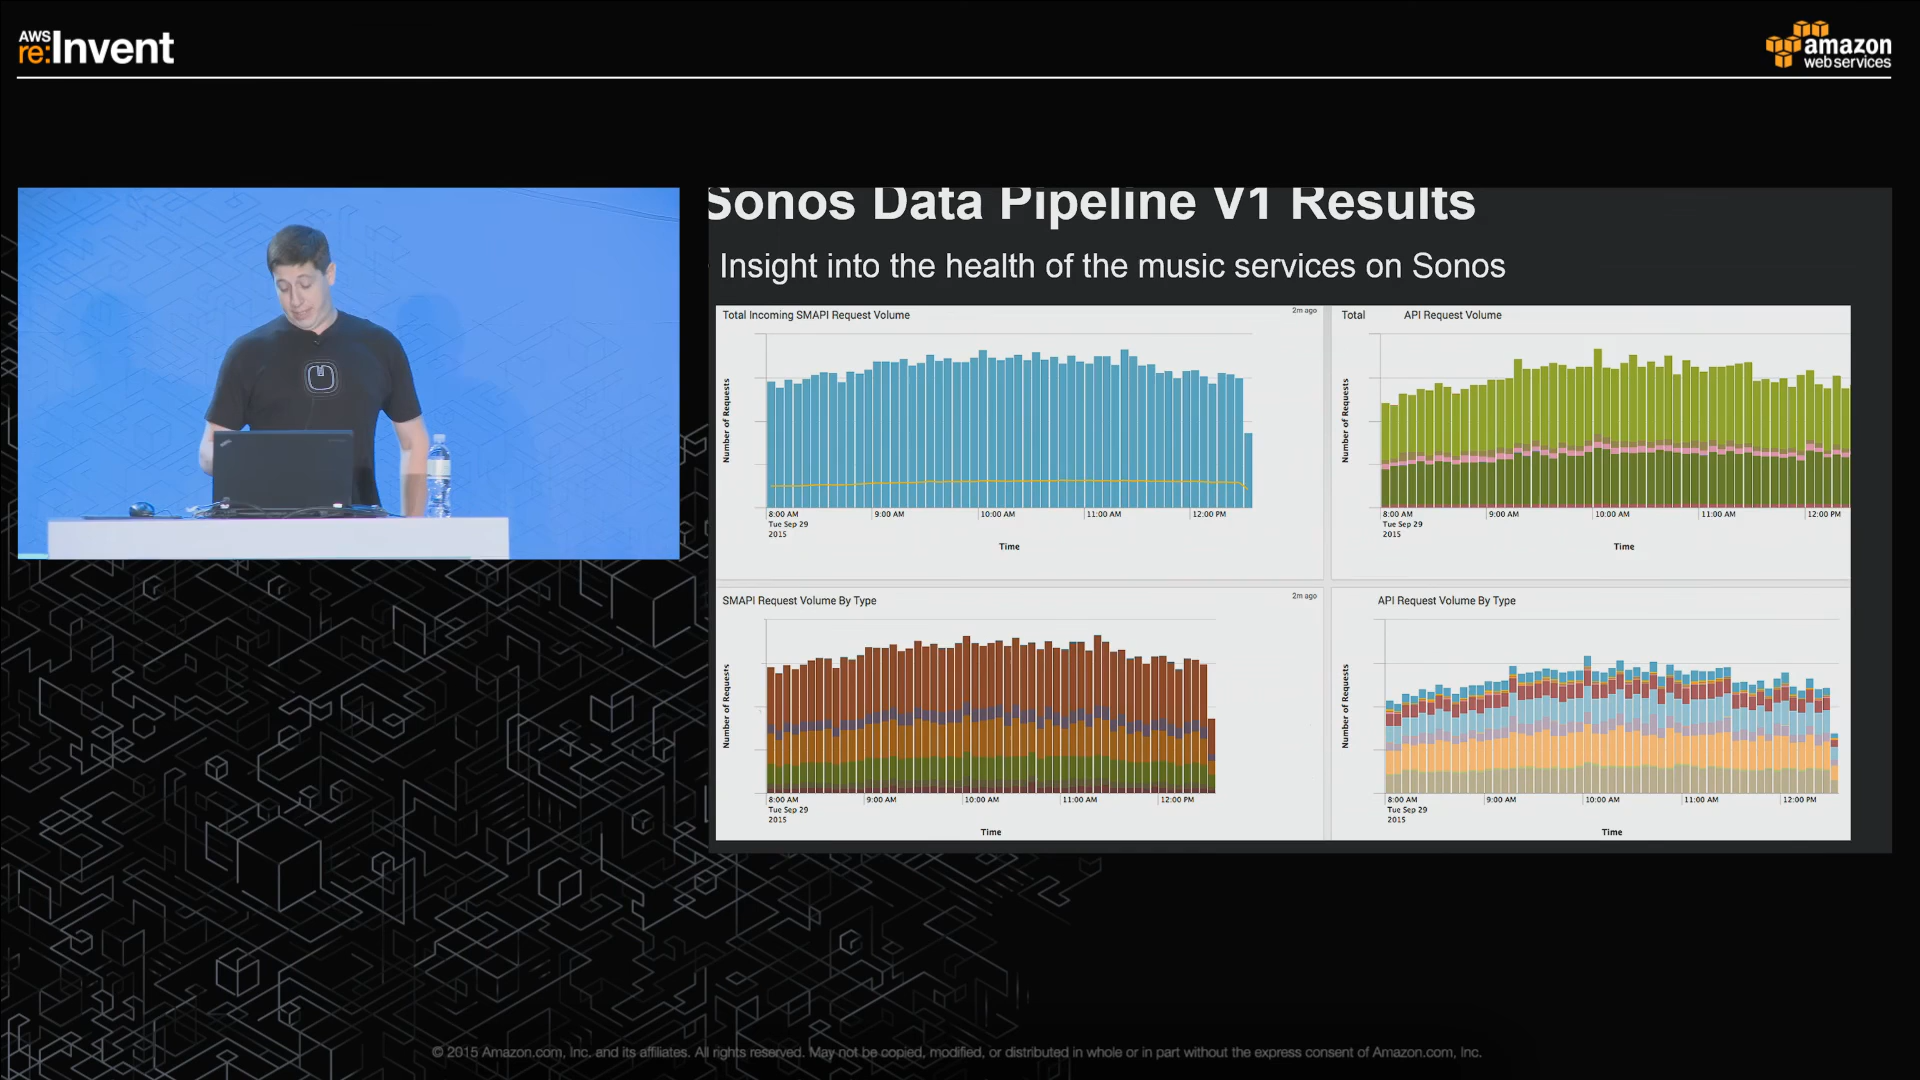 AWS
re:Invent
amazon
web services
Sonos Data Pipeline V1 Results
Insight into the health of the music services on Sonos
Total Incoming SMAPI Request Volume
2m ago
Number of Requests
8:00 AM
9:00 AM
10:00 AM
11:00 AM
12:00 PM
Tue Sep 29
2015
Time
Total API Request Volume
Number of Requests
8:00 AM
9:00 AM
10:00 AM
11:00 AM
12:00 PM
Tue Sep 29
2015
Time
SMAPI Request Volume By Type
2m ago
Number of Requests
8:00 AM
9:00 AM
10:00 AM
11:00 AM
12:00 PM
Tue Sep 29
2015
Time
API Request Volume By Type
Number of Requests
8:00 AM
9:00 AM
10:00 AM
11:00 AM
12:00 PM
Tue Sep 29
2015
Time
© 2015 Amazon.com, Inc. and its affiliates. All rights reserved. May not be copied, modified, or distributed in whole or in part without the express consent of Amazon.com, Inc.